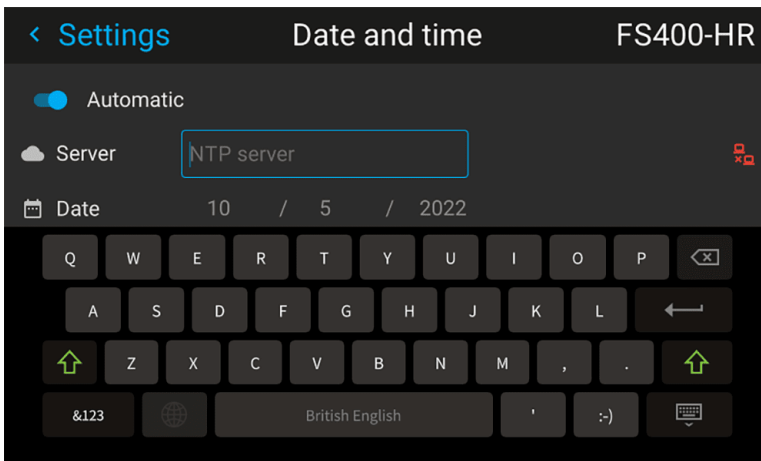 Settings Date and time FS400-HR
Automatic
Server NTP server
Date 10 / 5 / 2022
Q W E R T Y U I O P
A S D F G H J K L
Z X C V B N M , .
&123 British English ' :-)